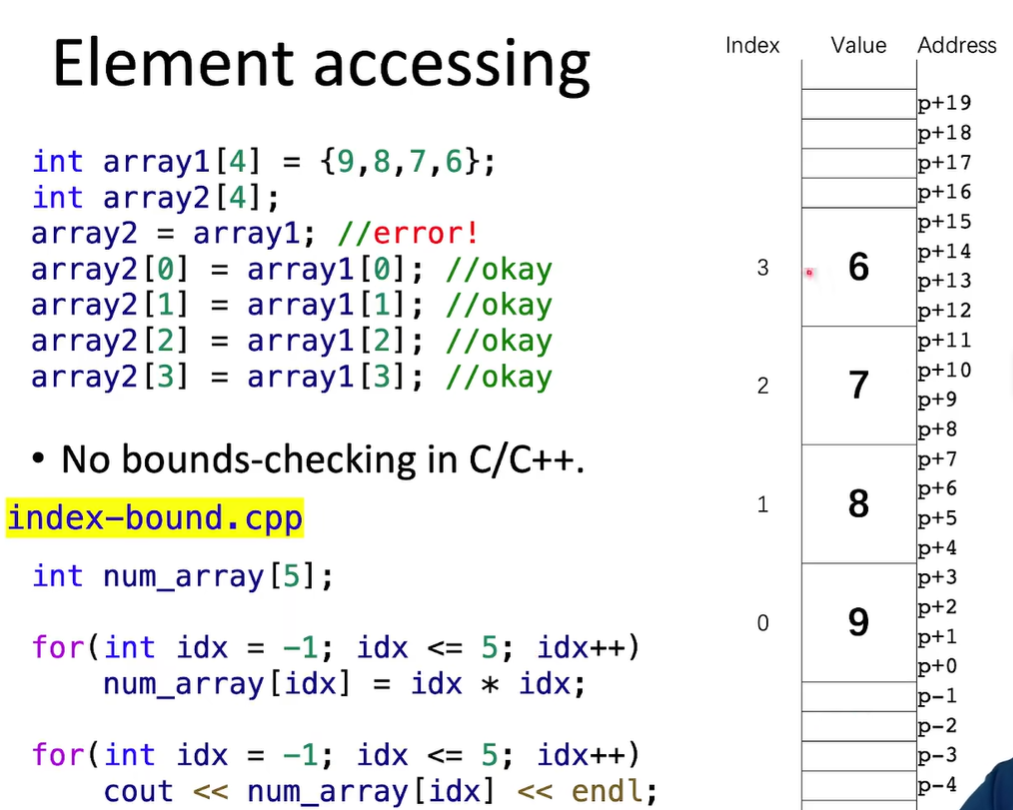 Element accessing
int array1[4] = {9,8,7,6};
int array2[4];
array2 = array1; //error!
array2[0] = array1[0]; //okay
array2[1] = array1[1]; //okay
array2[2] = array1[2]; //okay
array2[3] = array1[3]; //okay
• No bounds-checking in C/C++.
index-bound.cpp
int num_array[5];
for(int idx = -1; idx <= 5; idx++)
num_array[idx] = idx * idx;
for(int idx = -1; idx <= 5; idx++)
cout << num_array[idx] << endl;
Index Value Address
p+19
p+18
p+17
p+16
p+15
p+14
3 6
p+13
p+12
p+11
p+10
2 7
p+9
p+8
p+7
p+6
1 8
p+5
p+4
p+3
p+2
0 9
p+1
p+0
p-1
p-2
p-3
p-4